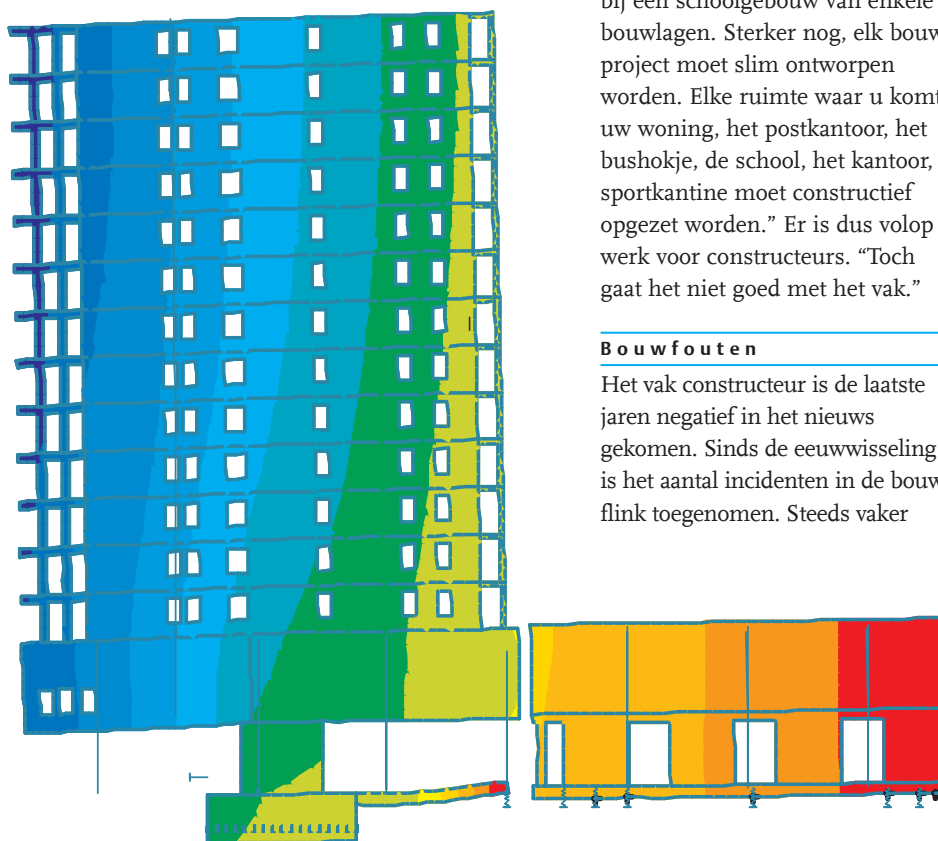 bij een schoolgebouw van enkele
bouwlagen. Sterker nog, elk bouw
project moet slim ontworpen
worden. Elke ruimte waar u komt
uw woning, het postkantoor, het
bushokje, de school, het kantoor,
sportkantine moet constructief
opgezet worden.” Er is dus volop
werk voor constructeurs. “Toch
gaat het niet goed met het vak.”
Bouwfouten
Het vak constructeur is de laatste
jaren negatief in het nieuws
gekomen. Sinds de eeuwwisseling
is het aantal incidenten in de bouw
flink toegenomen. Steeds vaker